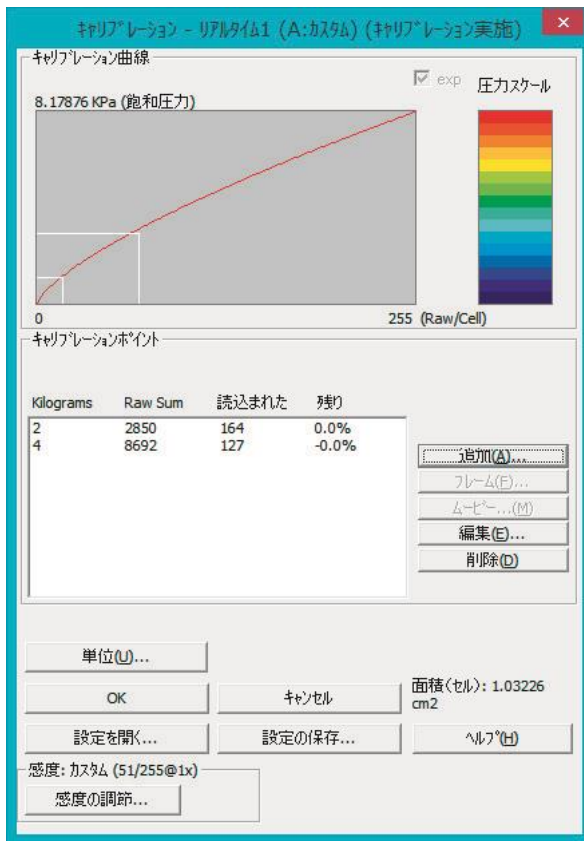 キャリブレーション - リアルタイム1 (A:カスタム) (キャリブレーション実施)
キャリブレーション曲線
exp
圧力スケール
8.17876 KPa (飽和圧力)
0
255 (Raw/Cell)
キャリブレーションポイント
Kilograms Raw Sum 読込まれた 残り
2 2850 164 0.0%
4 8692 127 -0.0%
追加(A)...
フレーム(F)...
ムービー...(M)
編集(E)...
削除(D)
単位(U)...
OK
キャンセル
面積(セル): 1.03226
cm2
設定を開く...
設定の保存...
ヘルプ(H)
感度: カスタム (51/255@1x)
感度の調節...